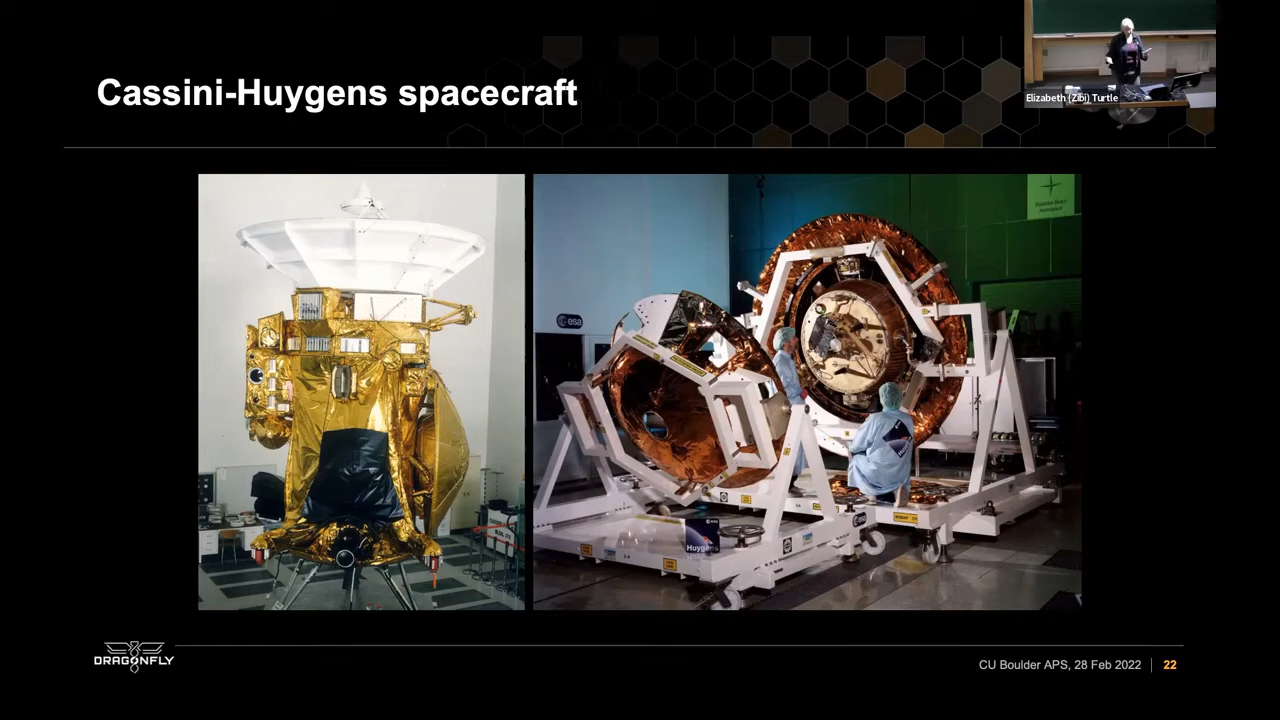 Cassini-Huygens spacecraft
Elizabeth (Zibi) Turtle
esa
Huygens
DRAGONFLY
CU Boulder APS, 28 Feb 2022
22